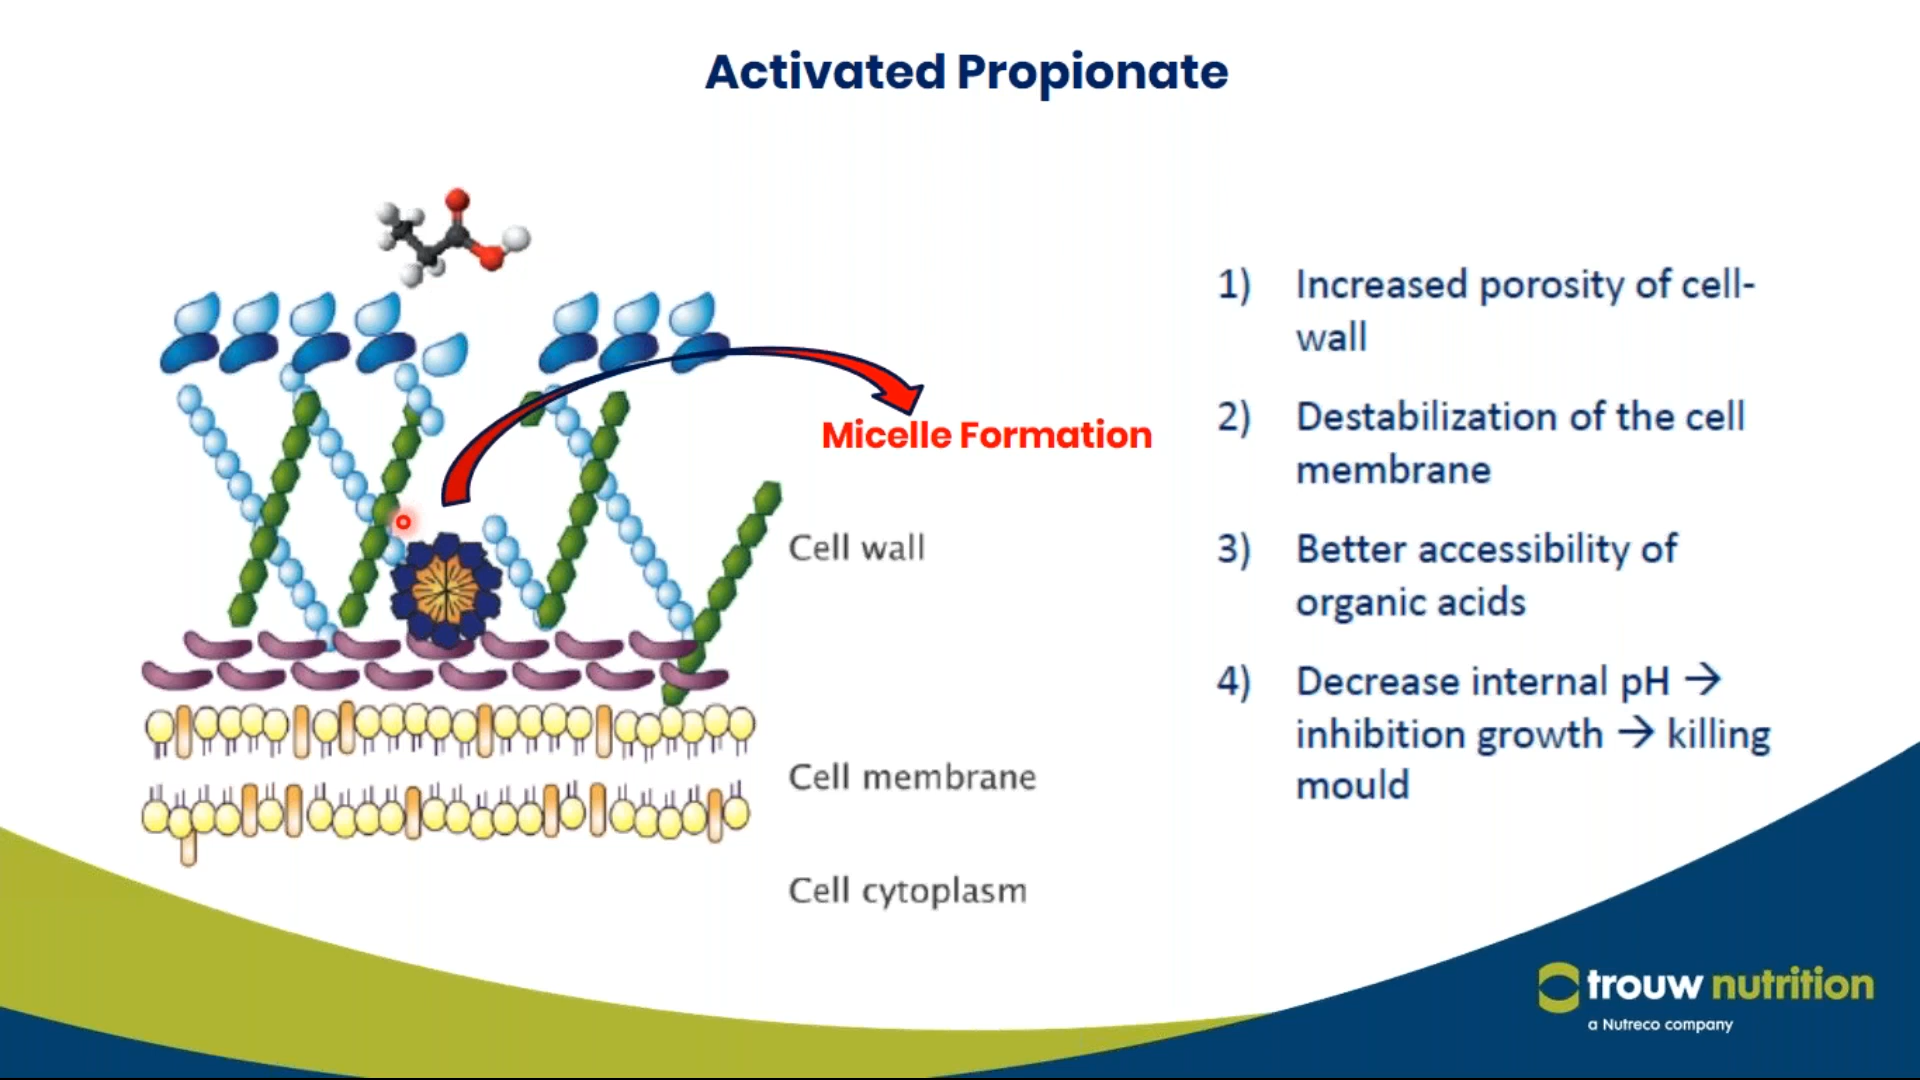 Activated Propionate
Micelle Formation
Cell wall
Cell membrane
Cell cytoplasm
1) Increased porosity of cell-
wall
2) Destabilization of the cell
membrane
3) Better accessibility of
organic acids
4) Decrease internal pH →
inhibition growth → killing
mould
trouw nutrition
a Nutreco company